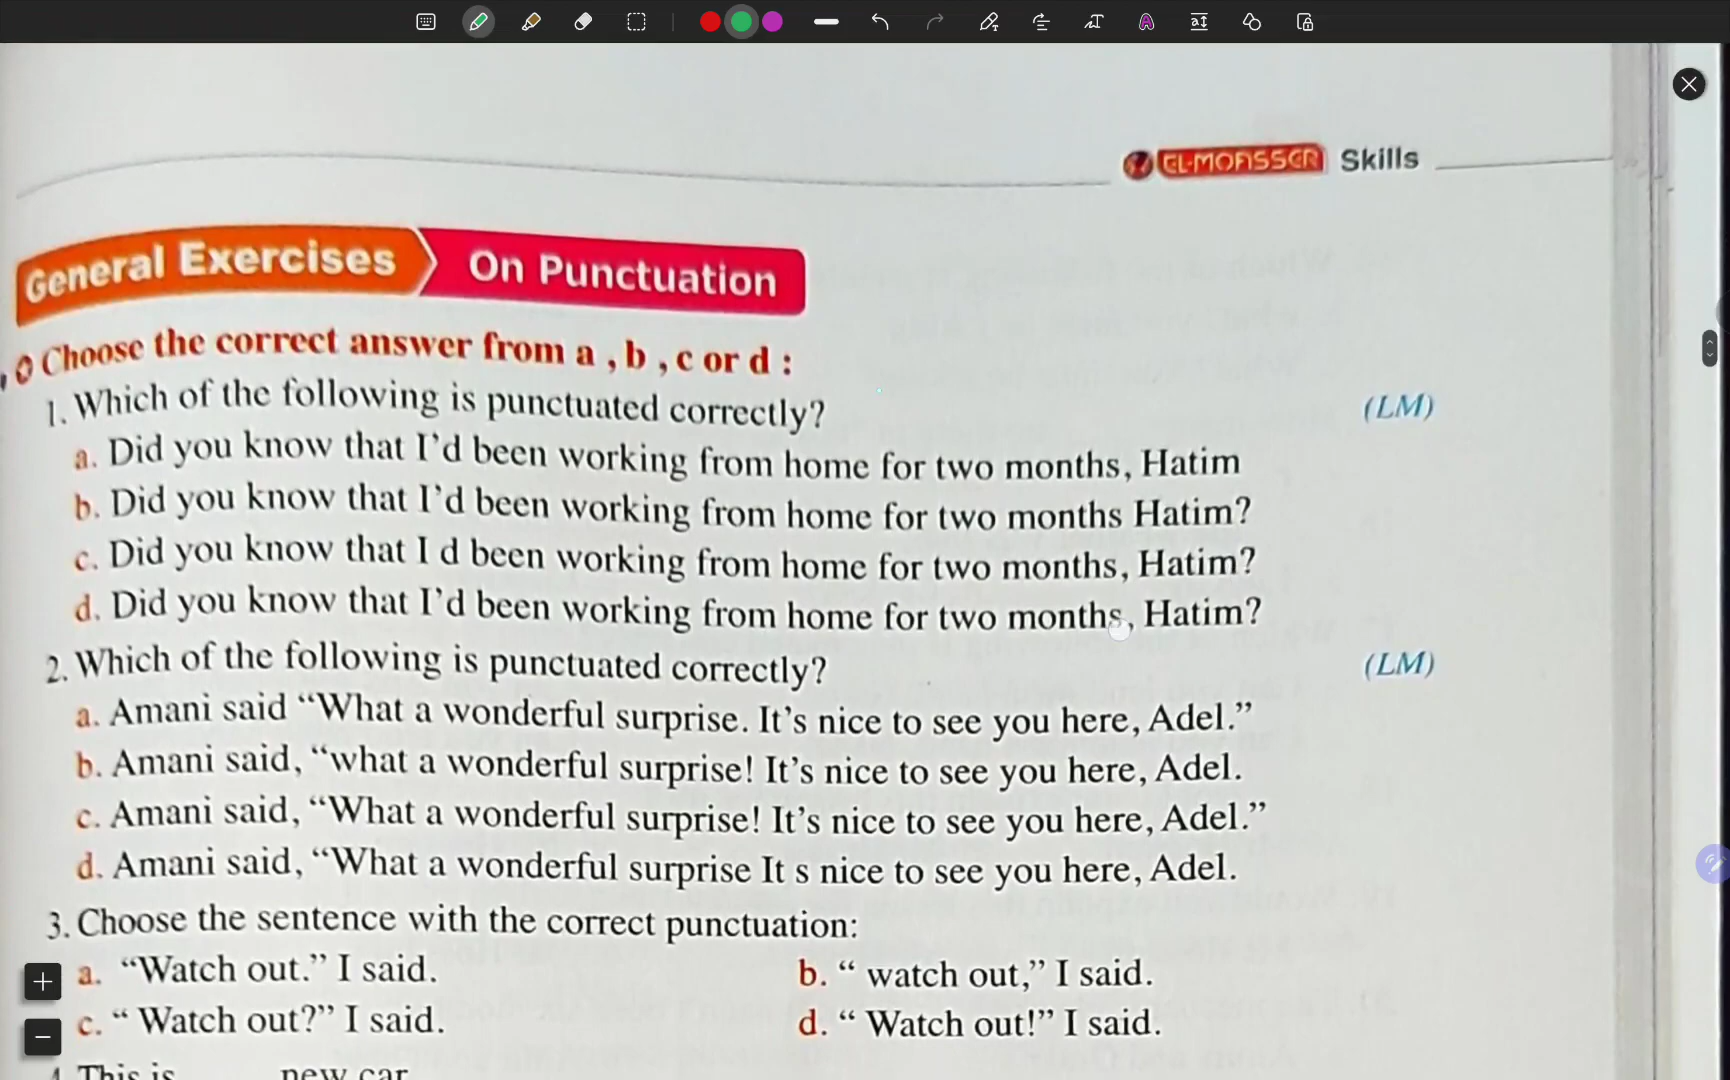 EL-MOASSER Skills
General Exercises On Punctuation
Choose the correct answer from a , b , c or d :
1. Which of the following is punctuated correctly? (LM)
a. Did you know that I’d been working from home for two months, Hatim
b. Did you know that I’d been working from home for two months Hatim?
c. Did you know that I d been working from home for two months, Hatim?
d. Did you know that I’d been working from home for two months, Hatim?
2. Which of the following is punctuated correctly? (LM)
a. Amani said “What a wonderful surprise. It’s nice to see you here, Adel.”
b. Amani said, “what a wonderful surprise! It’s nice to see you here, Adel.
c. Amani said, “What a wonderful surprise! It’s nice to see you here, Adel.”
d. Amani said, “What a wonderful surprise It s nice to see you here, Adel.
3. Choose the sentence with the correct punctuation:
a. “Watch out.” I said. b. “ watch out,” I said.
c. “ Watch out?” I said. d. “ Watch out!” I said.
4. This is new car